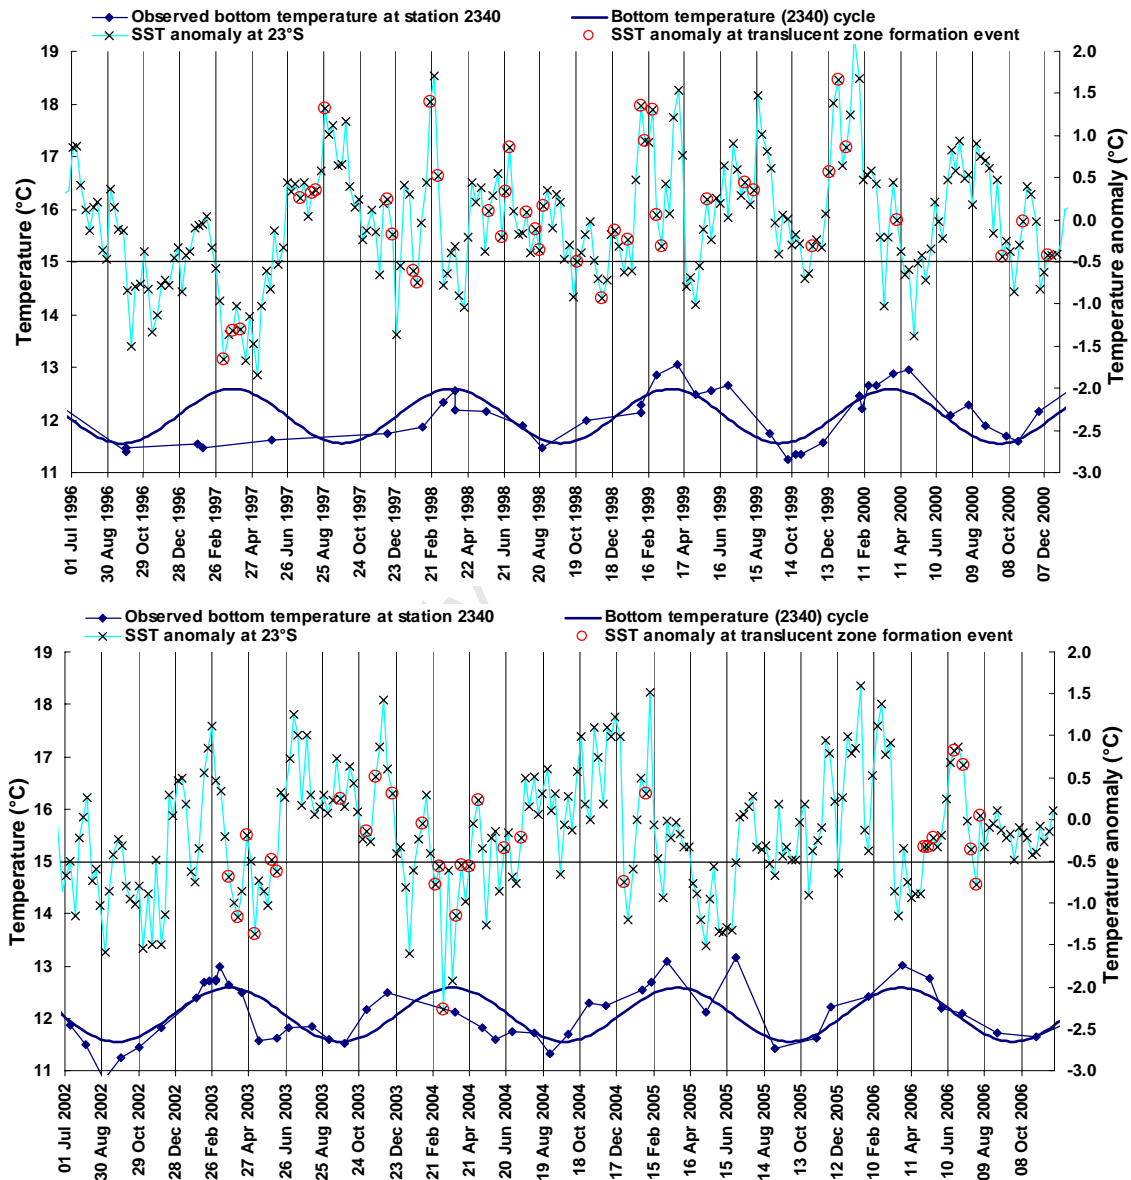 Observed bottom temperature at station 2340
Bottom temperature (2340) cycle
SST anomaly at 23°S
SST anomaly at translucent zone formation event
Temperature (°C)
19
18
17
16
15
14
13
12
11
2.0
1.5
1.0
0.5
0.0
-0.5
-1.0
-1.5
-2.0
-2.5
-3.0
Temperature anomaly (°C)
01 Jul 1996
30 Aug 1996
29 Oct 1996
28 Dec 1996
26 Feb 1997
27 Apr 1997
26 Jun 1997
25 Aug 1997
24 Oct 1997
23 Dec 1997
21 Feb 1998
22 Apr 1998
21 Jun 1998
20 Aug 1998
19 Oct 1998
18 Dec 1998
16 Feb 1999
17 Apr 1999
16 Jun 1999
15 Aug 1999
14 Oct 1999
13 Dec 1999
11 Feb 2000
11 Apr 2000
10 Jun 2000
09 Aug 2000
08 Oct 2000
07 Dec 2000
Observed bottom temperature at station 2340
Bottom temperature (2340) cycle
SST anomaly at 23°S
SST anomaly at translucent zone formation event
Temperature (°C)
19
18
17
16
15
14
13
12
11
2.0
1.5
1.0
0.5
0.0
-0.5
-1.0
-1.5
-2.0
-2.5
-3.0
Temperature anomaly (°C)
01 Jul 2002
30 Aug 2002
29 Oct 2002
28 Dec 2002
26 Feb 2003
27 Apr 2003
26 Jun 2003
25 Aug 2003
24 Oct 2003
23 Dec 2003
21 Feb 2004
21 Apr 2004
20 Jun 2004
19 Aug 2004
18 Oct 2004
17 Dec 2004
15 Feb 2005
16 Apr 2005
15 Jun 2005
14 Aug 2005
13 Oct 2005
12 Dec 2005
10 Feb 2006
11 Apr 2006
10 Jun 2006
09 Aug 2006
08 Oct 2006